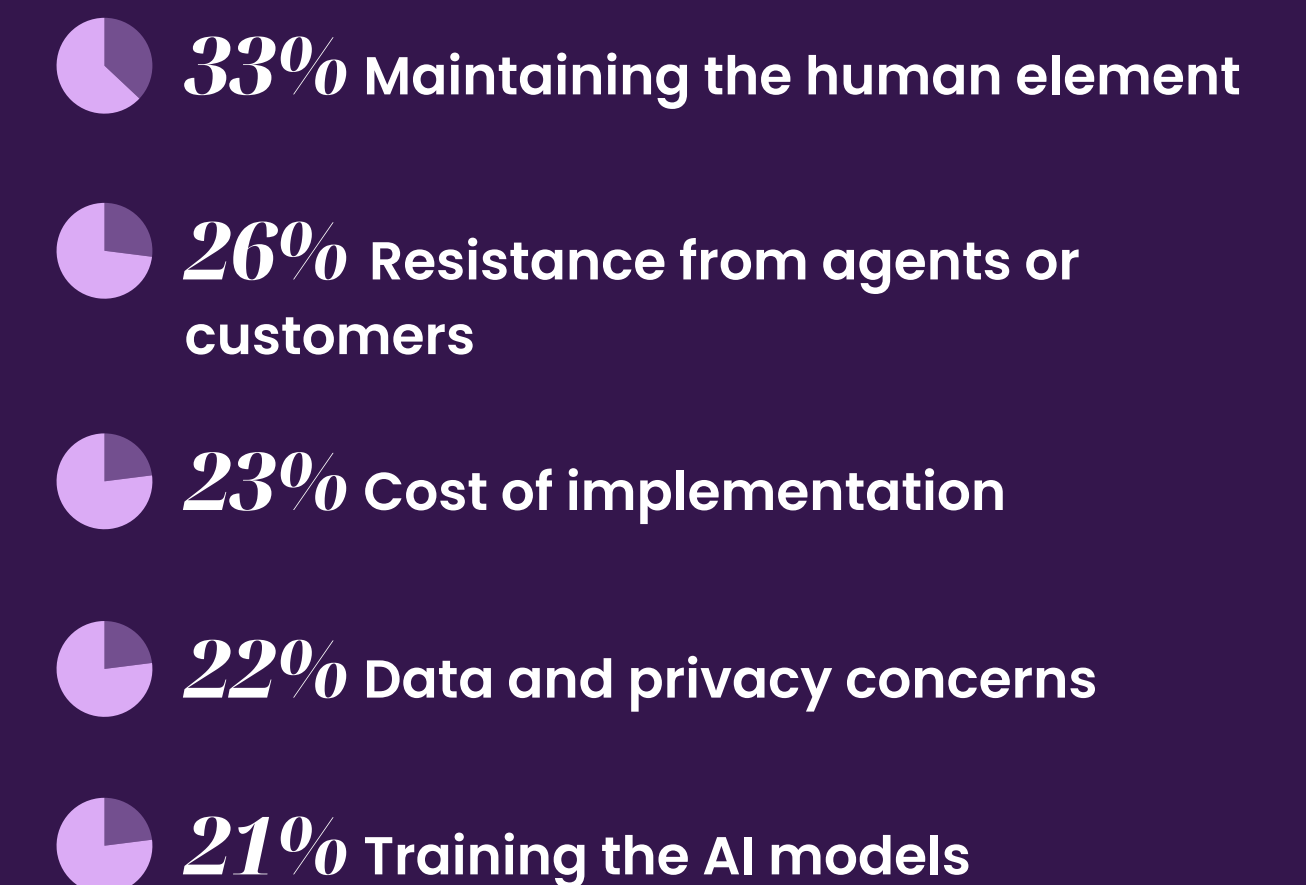 33% Maintaining the human element
26% Resistance from agents or
customers
23% Cost of implementation
22% Data and privacy concerns
21% Training the AI models